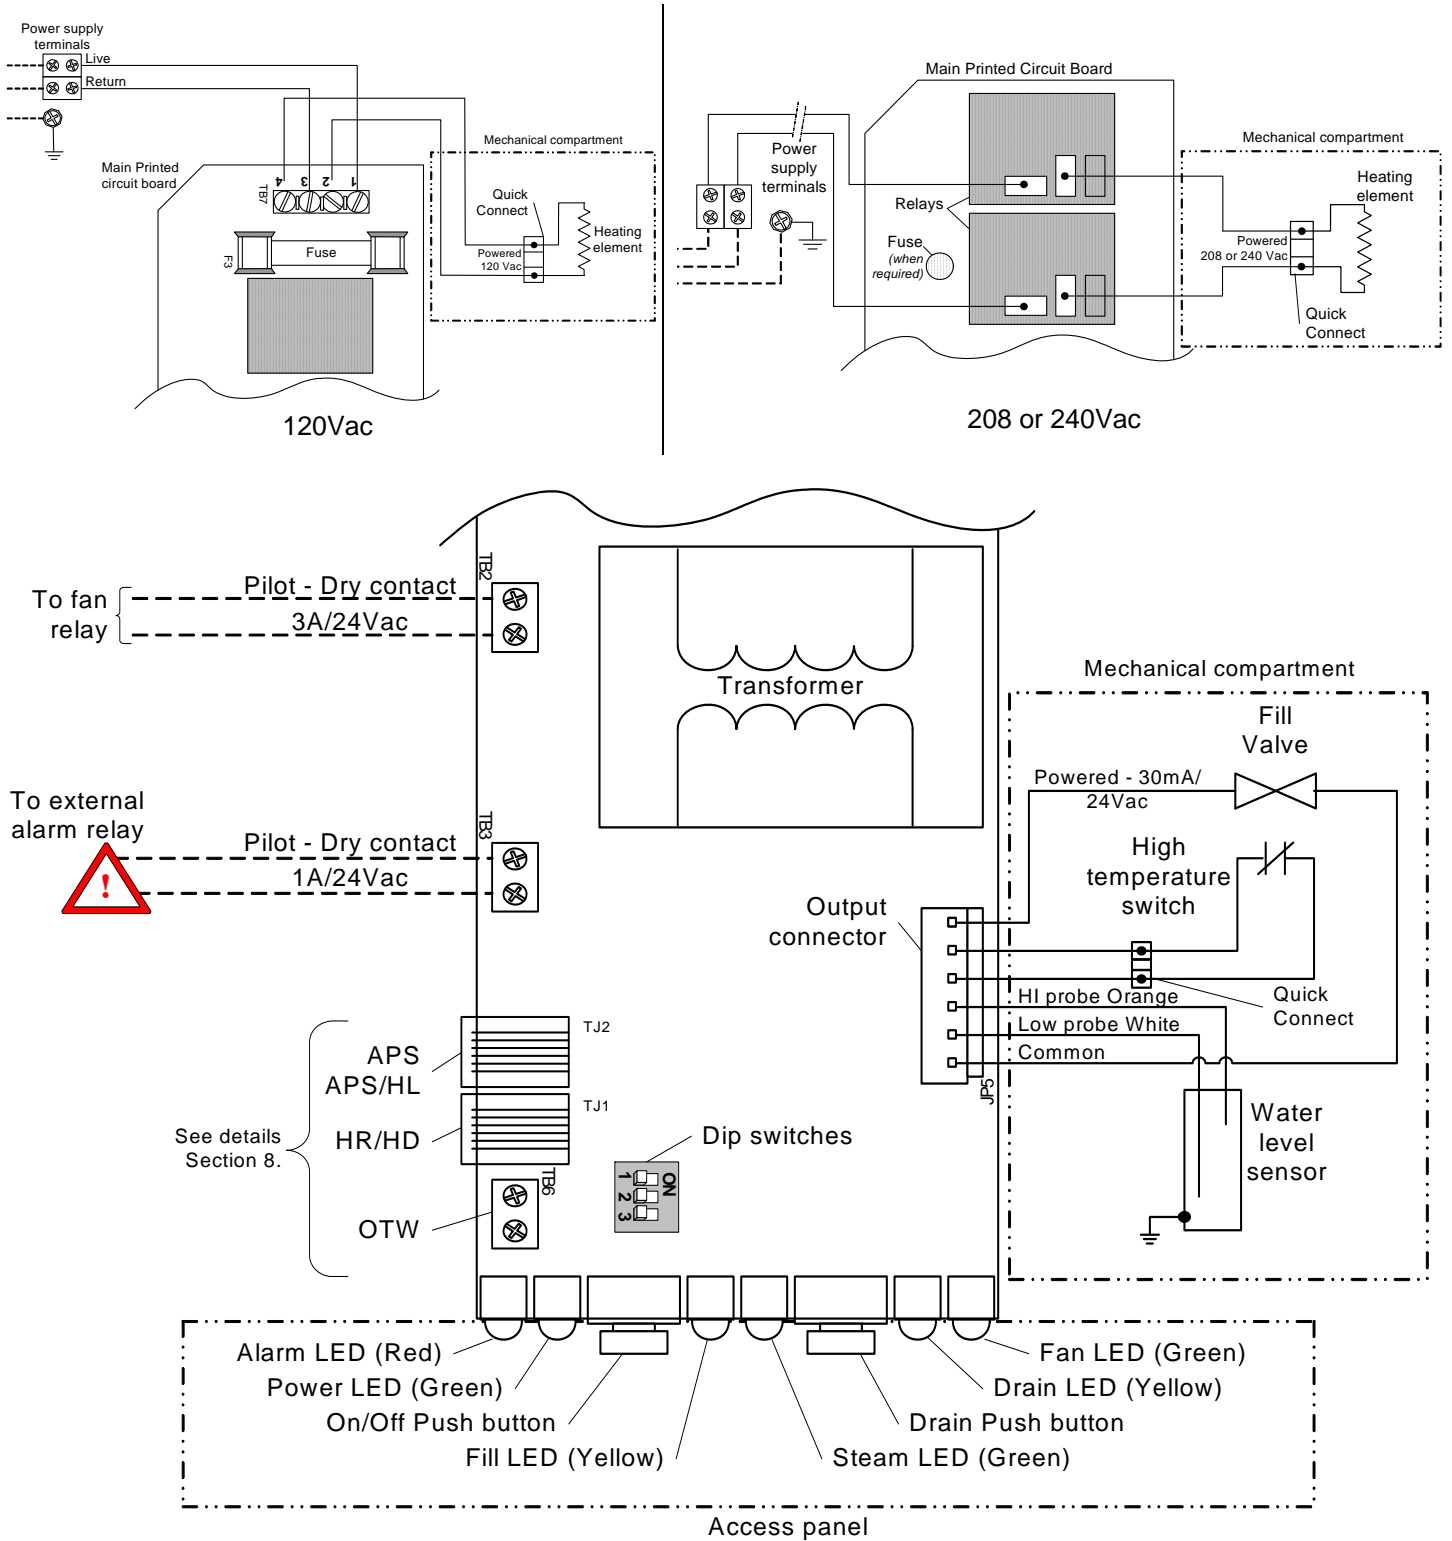 Power supply
terminals
Live
Return
Main Printed
circuit board
TB7
4 3 2 1
F3
Fuse
Mechanical compartment
Quick
Connect
Powered
120 Vac
Heating
element
120Vac
Main Printed Circuit Board
Power
supply
terminals
Relays
Fuse
(when
required)
Mechanical compartment
Heating
element
Powered
208 or 240 Vac
Quick
Connect
208 or 240Vac
To fan
relay
Pilot - Dry contact
3A/24Vac
TB2
Transformer
To external
alarm relay
!
Pilot - Dry contact
1A/24Vac
TB3
Mechanical compartment
Fill
Valve
Powered - 30mA/
24Vac
High
temperature
switch
Output
connector
Quick
Connect
HI probe Orange
Low probe White
Common
JP5
Water
level
sensor
See details
Section 8.
APS
APS/HL
TJ2
HR/HD
TJ1
OTW
TB6
Dip switches
ON
1
2
3
Alarm LED (Red)
Power LED (Green)
On/Off Push button
Fill LED (Yellow)
Fan LED (Green)
Drain LED (Yellow)
Drain Push button
Steam LED (Green)
Access panel